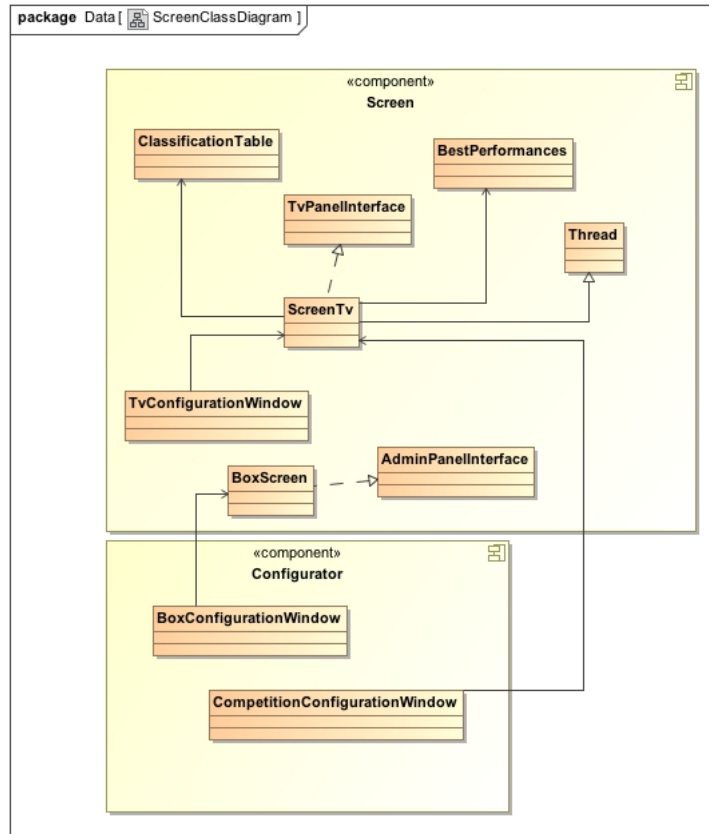 package Data [ ScreenClassDiagram ]
«component»
Screen
ClassificationTable
BestPerformances
TvPanelInterface
Thread
ScreenTv
TvConfigurationWindow
AdminPanelInterface
BoxScreen
«component»
Configurator
BoxConfigurationWindow
CompetitionConfigurationWindow